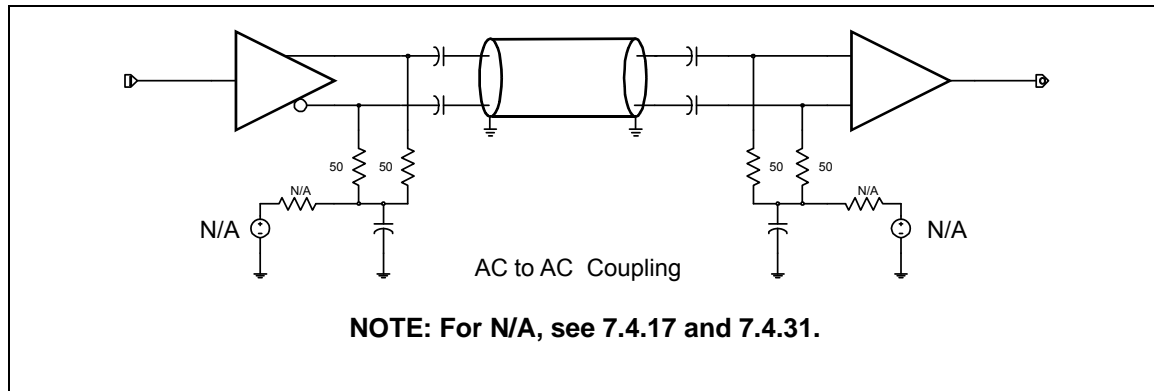 50 50
N/A
N/A
+
-
50 50
N/A
N/A
+
-
AC to AC Coupling
NOTE: For N/A, see 7.4.17 and 7.4.31.